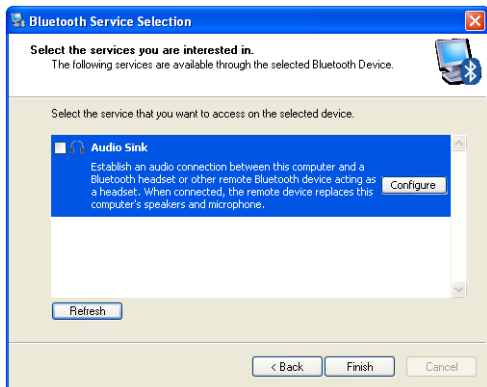 Bluetooth Service Selection
Select the services you are interested in.
The following services are available through the selected Bluetooth Device.
Select the service that you want to access on the selected device.
Audio Sink
Establish an audio connection between this computer and a
Bluetooth headset or other remote Bluetooth device acting as
a headset. When connected, the remote device replaces this
computer's speakers and microphone.
Configure
Refresh
< Back
Finish
Cancel